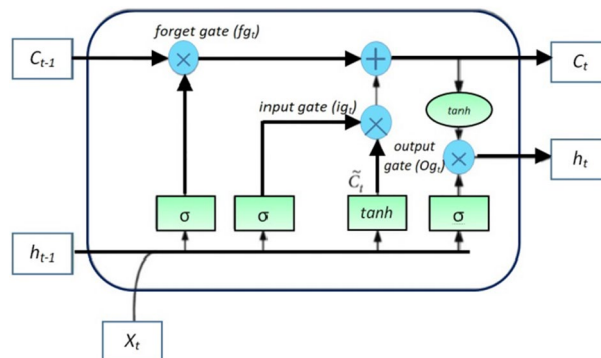 forget gate (fgₜ)
Cₜ₋₁
×
+
Cₜ
tanh
input gate (igₜ)
×
output
gate (Ogₜ)
×
hₜ
C̃ₜ
σ
σ
tanh
σ
hₜ₋₁
Xₜ